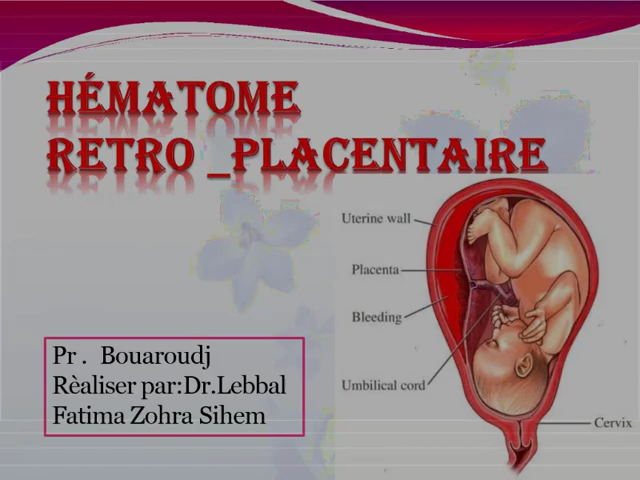 HÉMATOME
RETRO _PLACENTAIRE
Uterine wall
Placenta
Bleeding
Umbilical cord
Cervix
Pr . Bouaroudj
Rèaliser par:Dr.Lebbal
Fatima Zohra Sihem